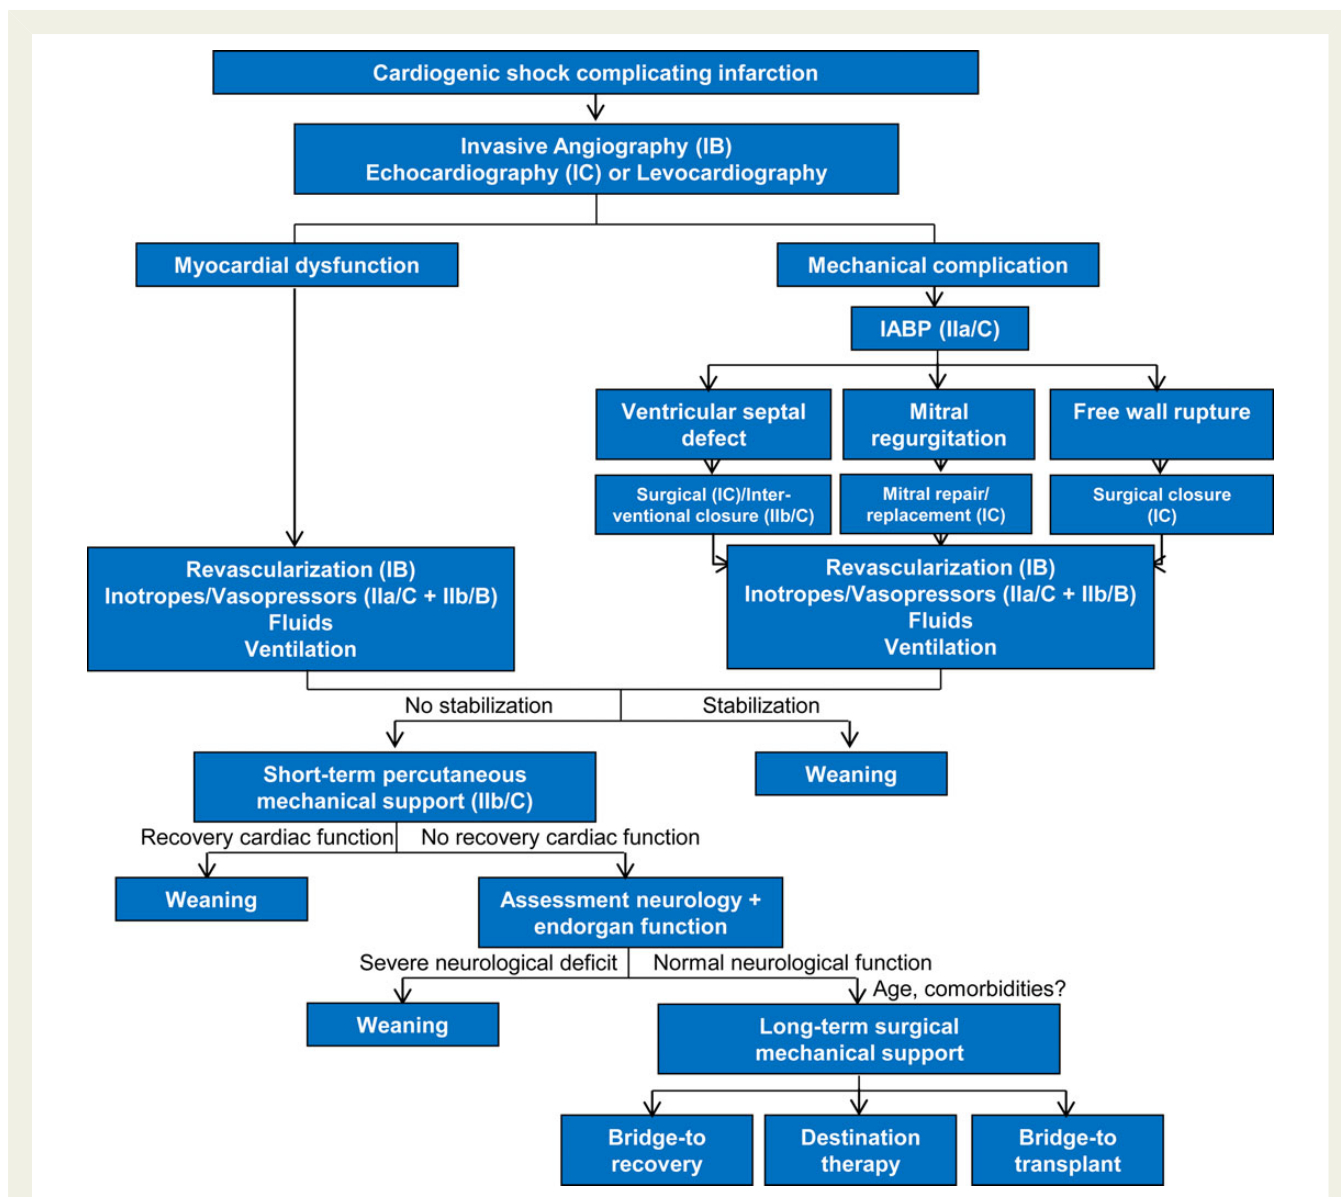 Cardiogenic shock complicating infarction
Invasive Angiography (IB)
Echocardiography (IC) or Levocardiography
Myocardial dysfunction
Mechanical complication
IABP (IIa/C)
Ventricular septal
defect
Mitral
regurgitation
Free wall rupture
Surgical (IC)/Inter-
ventional closure (IIb/C)
Mitral repair/
replacement (IC)
Surgical closure
(IC)
Revascularization (IB)
Inotropes/Vasopressors (IIa/C + IIb/B)
Fluids
Ventilation
Revascularization (IB)
Inotropes/Vasopressors (IIa/C + IIb/B)
Fluids
Ventilation
No stabilization
Stabilization
Short-term percutaneous
mechanical support (IIb/C)
Weaning
Recovery cardiac function
No recovery cardiac function
Weaning
Assessment neurology +
endorgan function
Severe neurological deficit
Normal neurological function
Age, comorbidities?
Weaning
Long-term surgical
mechanical support
Bridge-to
recovery
Destination
therapy
Bridge-to
transplant